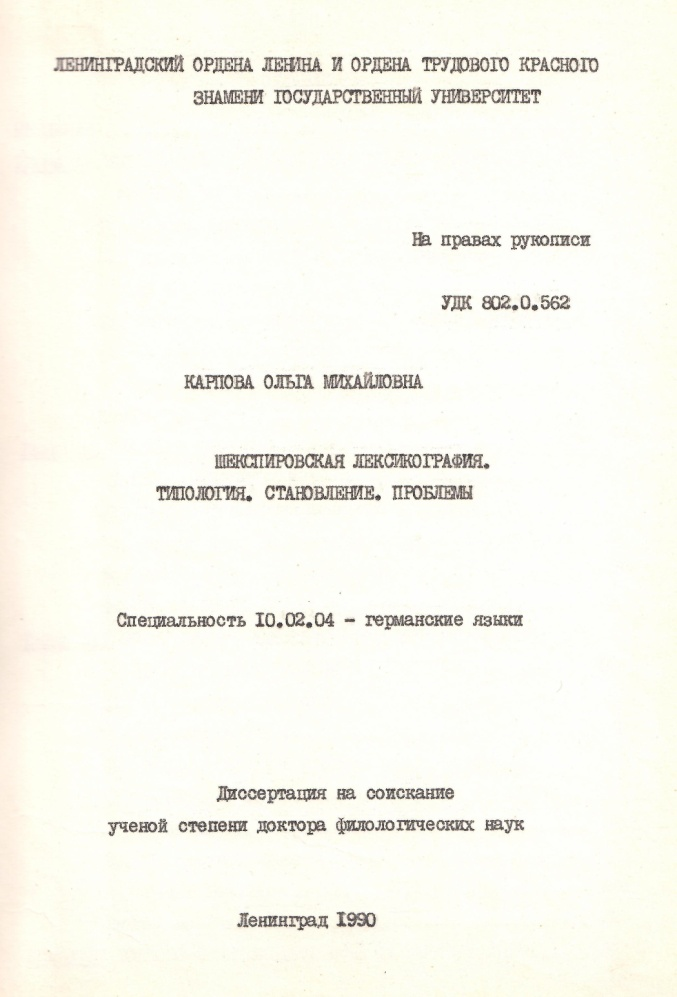 ЛЕНИНГРАДСКИЙ ОРДЕНА ЛЕНИНА И ОРДЕНА ТРУДОВОГО КРАСНОГО
ЗНАМЕНИ ГОСУДАРСТВЕННЫЙ УНИВЕРСИТЕТ
На правах рукописи
УДК 802.0.562
КАРПОВА ОЛЬГА МИХАЙЛОВНА
ШЕКСПИРОВСКАЯ ЛЕКСИКОГРАФИЯ.
ТИПОЛОГИЯ. СТАНОВЛЕНИЕ. ПРОБЛЕМЫ
Специальность 10.02.04 - германские языки
Диссертация на соискание
ученой степени доктора филологических наук
Ленинград 1990